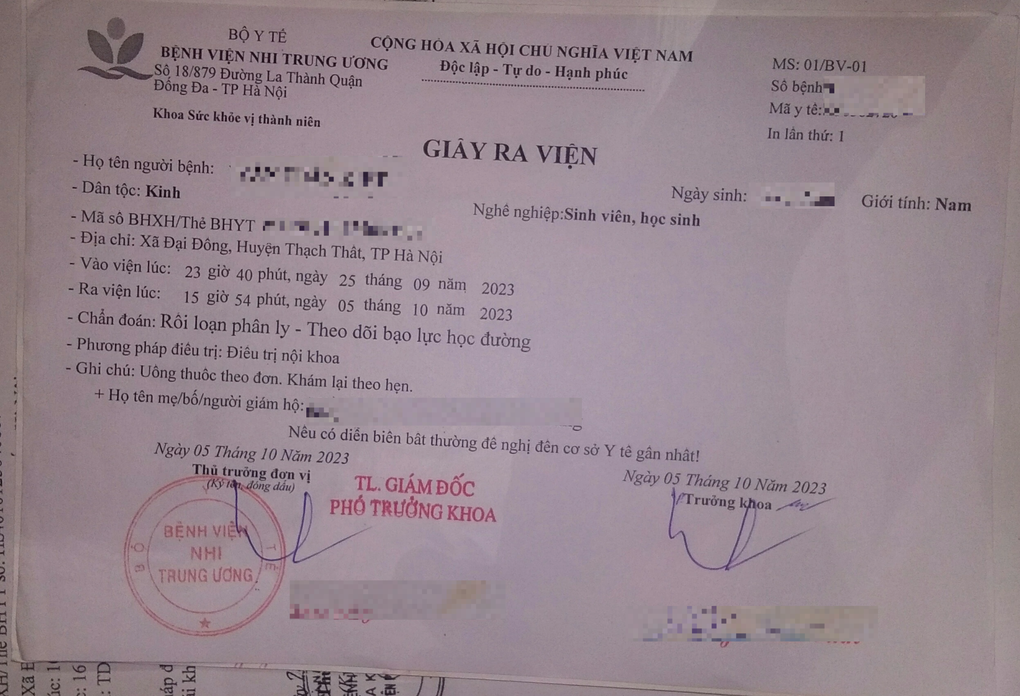 BỘ Y TẾ
BỆNH VIỆN NHI TRUNG ƯƠNG
Số 18/879 Đường La Thành Quận
Đống Đa - TP Hà Nội
Khoa Sức khỏe vị thành niên
CỘNG HÒA XÃ HỘI CHỦ NGHĨA VIỆT NAM
Độc lập - Tự do - Hạnh phúc
MS: 01/BV-01
Số bệnh
Mã y tế:
In lần thứ: 1
GIẤY RA VIỆN
- Họ tên người bệnh:
Ngày sinh: Giới tính: Nam
- Dân tộc: Kinh
Nghề nghiệp:Sinh viên, học sinh
- Mã số BHXH/Thẻ BHYT
- Địa chỉ: Xã Đại Đồng, Huyện Thạch Thất, TP Hà Nội
- Vào viện lúc: 23 giờ 40 phút, ngày 25 tháng 09 năm 2023
- Ra viện lúc: 15 giờ 54 phút, ngày 05 tháng 10 năm 2023
- Chẩn đoán: Rối loạn phân ly - Theo dõi bạo lực học đường
- Phương pháp điều trị: Điều trị nội khoa
- Ghi chú: Uống thuốc theo đơn. Khám lại theo hẹn.
+ Họ tên mẹ/bố/người giám hộ:
Nếu có diễn biến bất thường đề nghị đến cơ sở Y tế gần nhất!
Ngày 05 Tháng 10 Năm 2023
Thủ trưởng đơn vị
(Ký tên, đóng dấu)
TL. GIÁM ĐỐC
PHÓ TRƯỞNG KHOA
BỘ Y TẾ
BỆNH VIỆN
NHI
TRUNG ƯƠNG
Ngày 05 Tháng 10 Năm 2023
Trưởng khoa